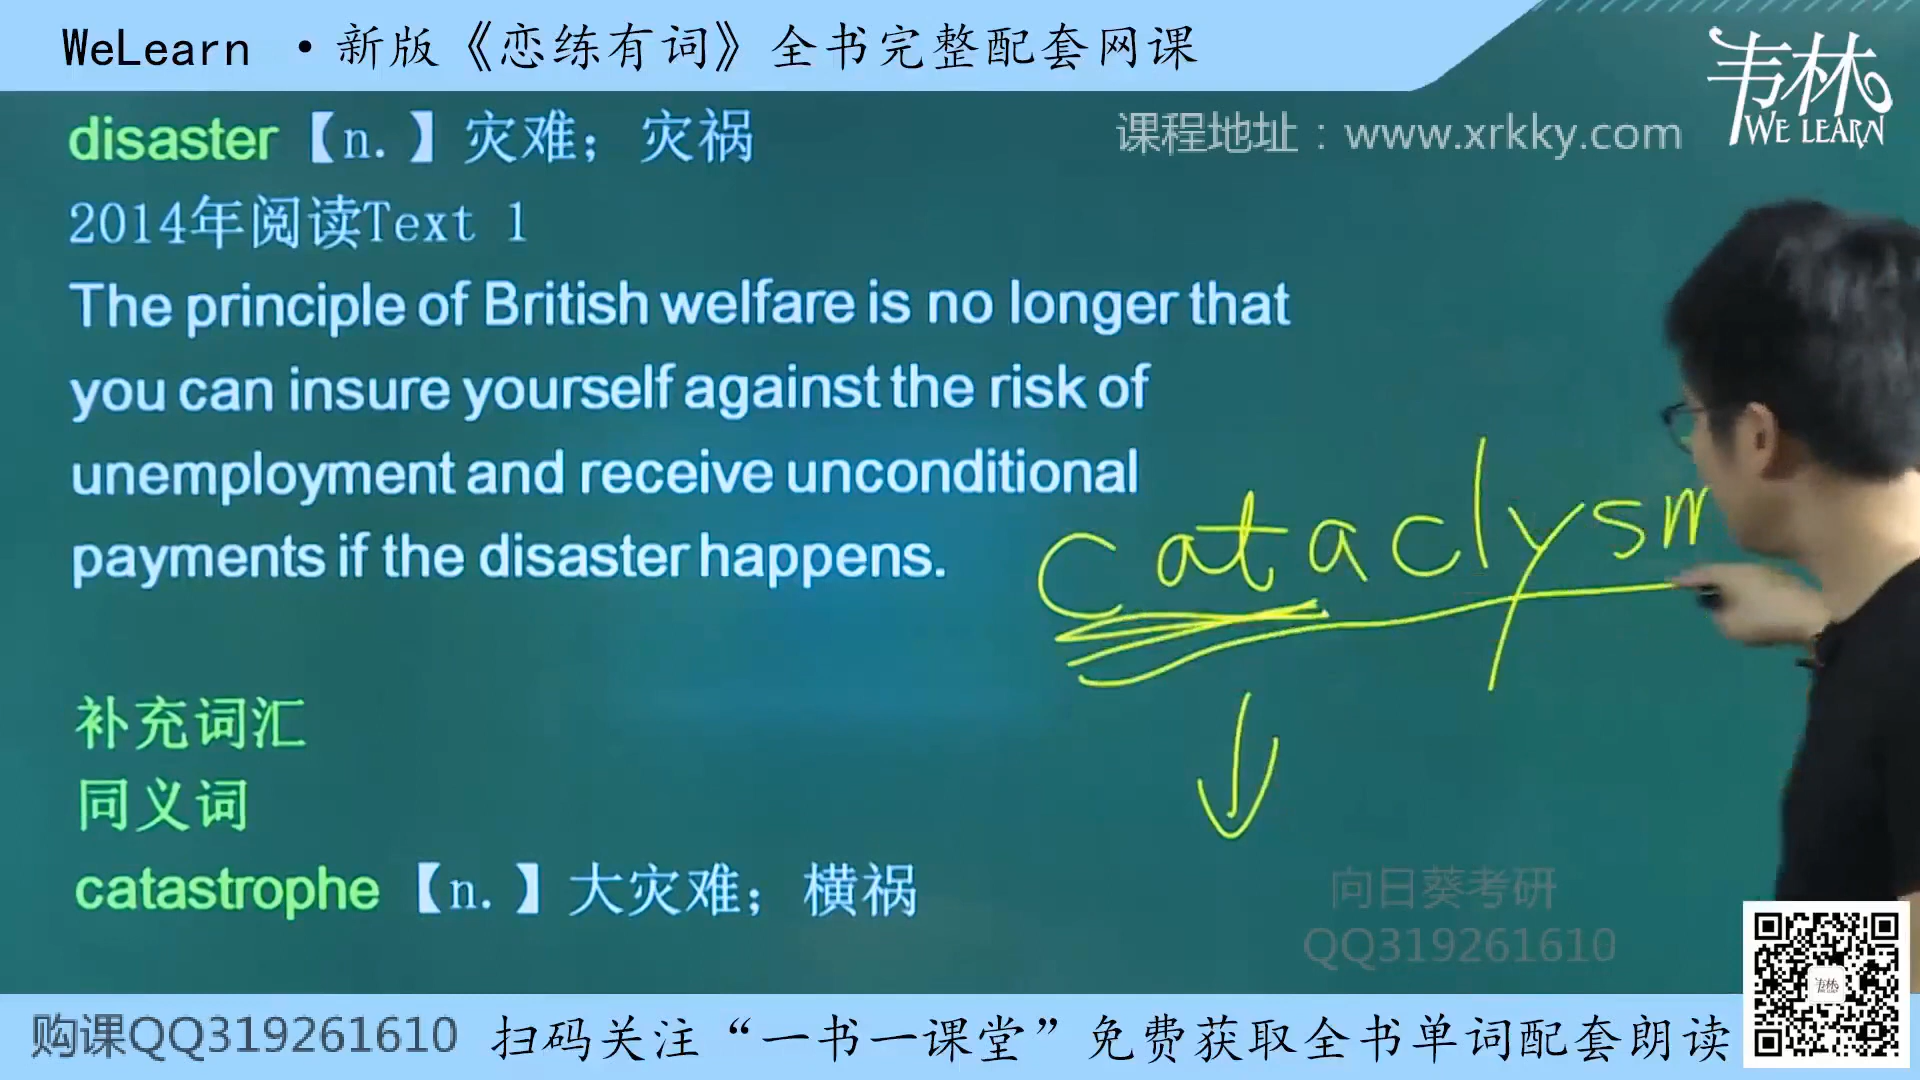 WeLearn ·新版《恋练有词》全书完整配套网课
韦林
WE LEARN
课程地址：www.xrkky.com
disaster【n.】灾难；灾祸
2014年阅读Text 1
The principle of British welfare is no longer that
you can insure yourself against the risk of
unemployment and receive unconditional
payments if the disaster happens.
cataclysm
补充词汇
同义词
catastrophe【n.】大灾难；横祸
向日葵考研
QQ319261610
韦林
购课QQ319261610
扫码关注“一书一课堂”免费获取全书单词配套朗读